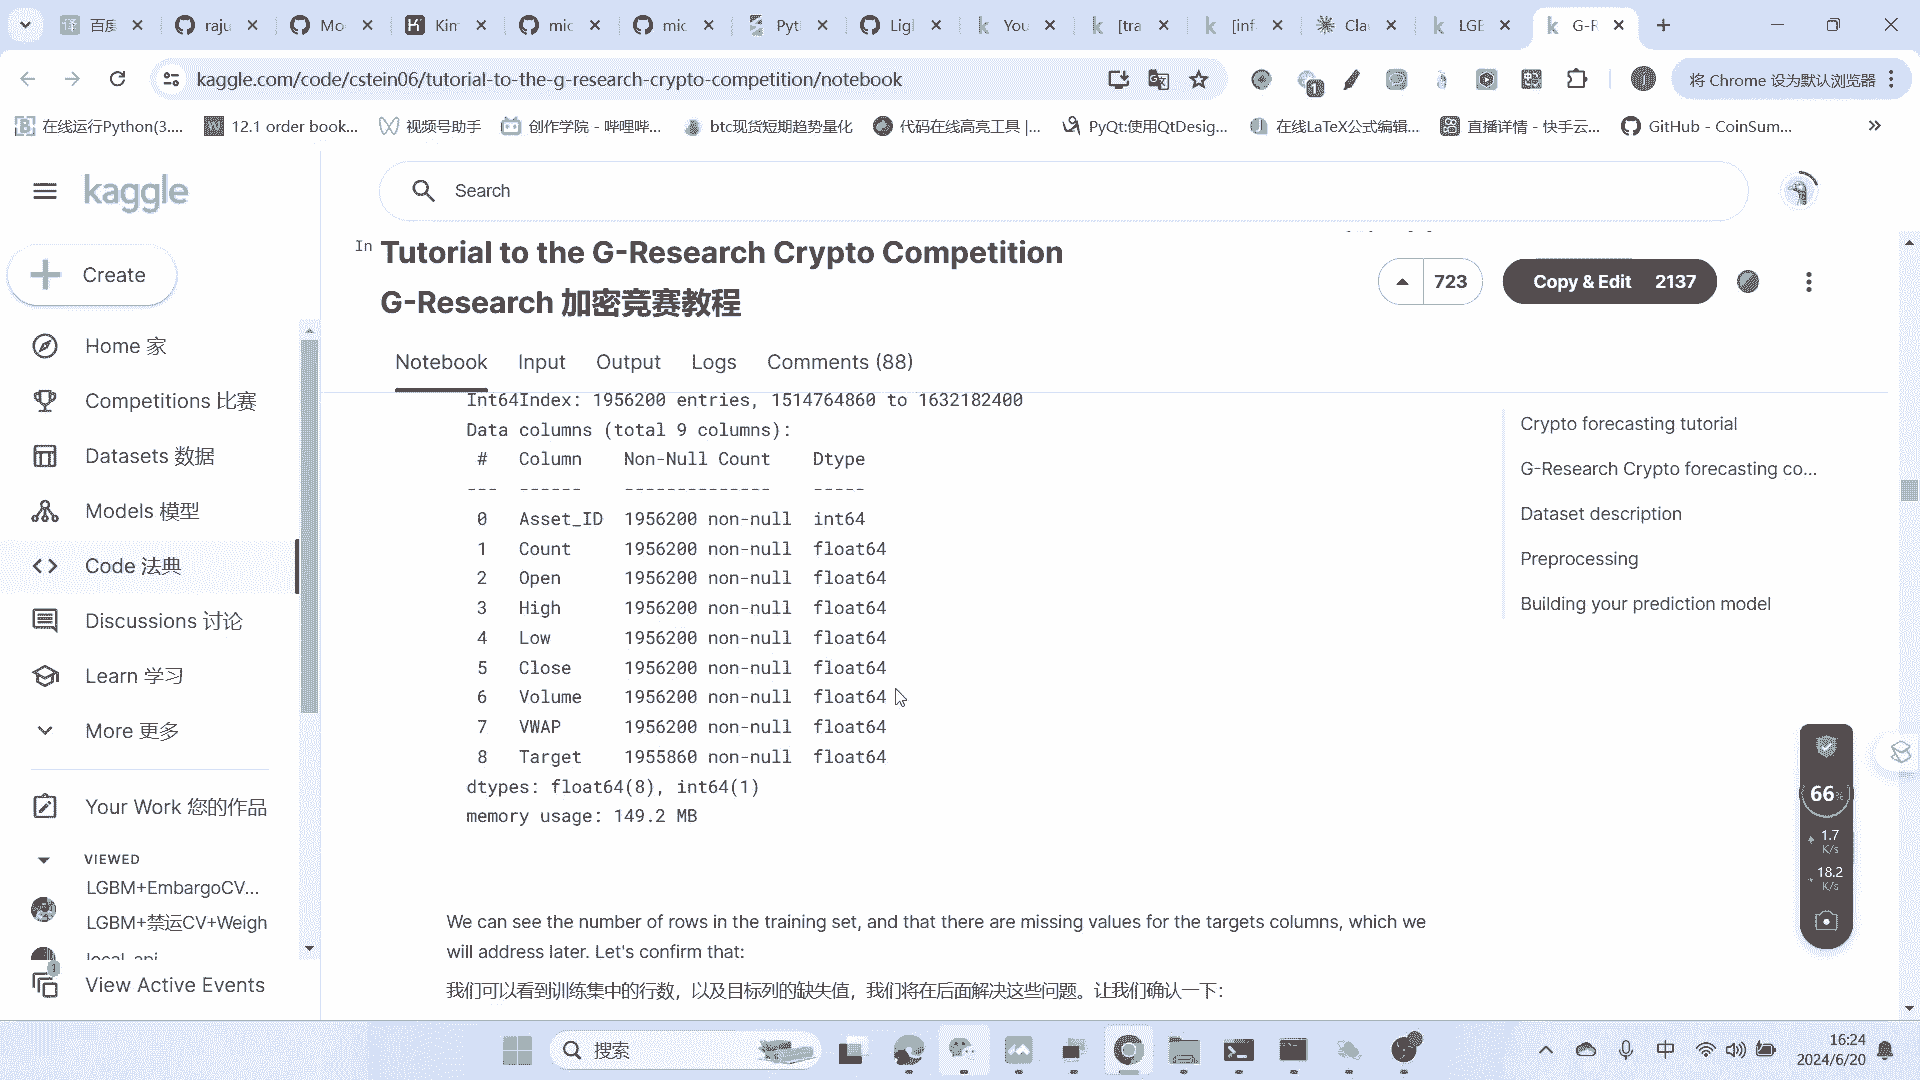 百度
raju
Mo
Kim
mic
mic
Pyt
Ligl
You
[tra
[inf
Cla
LGE
G-R
kaggle.com/code/cstein06/tutorial-to-the-g-research-crypto-competition/notebook
1
将 Chrome 设为默认浏览器
在线运行Python(3....
12.1 order book...
视频号助手
创作学院 - 哔哩哔...
btc现货短期趋势量化
代码在线高亮工具 |...
PyQt:使用QtDesig...
在线LaTeX公式编辑...
直播详情 - 快手云...
GitHub - CoinSum...
kaggle
Search
Create
Home 家
Competitions 比赛
Datasets 数据
Models 模型
Code 法典
Discussions 讨论
Learn 学习
More 更多
Your Work 您的作品
VIEWED
LGBM+EmbargoCV...
LGBM+禁运CV+Weigh
local_api
1
View Active Events
In
Tutorial to the G-Research Crypto Competition
G-Research 加密竞赛教程
723
Copy & Edit 2137
Notebook
Input
Output
Logs
Comments (88)
Int64Index: 1956200 entries, 1514764860 to 1632182400
Data columns (total 9 columns):
# Column Non-Null Count Dtype
--- ------ -------------- -----
0 Asset_ID 1956200 non-null int64
1 Count 1956200 non-null float64
2 Open 1956200 non-null float64
3 High 1956200 non-null float64
4 Low 1956200 non-null float64
5 Close 1956200 non-null float64
6 Volume 1956200 non-null float64
7 VWAP 1956200 non-null float64
8 Target 1955860 non-null float64
dtypes: float64(8), int64(1)
memory usage: 149.2 MB
We can see the number of rows in the training set, and that there are missing values for the targets columns, which we
will address later. Let's confirm that:
我们可以看到训练集中的行数，以及目标列的缺失值，我们将在后面解决这些问题。让我们确认一下：
Crypto forecasting tutorial
G-Research Crypto forecasting co...
Dataset description
Preprocessing
Building your prediction model
66%
1.7
K/s
18.2
K/s
搜索
中
16:24
2024/6/20